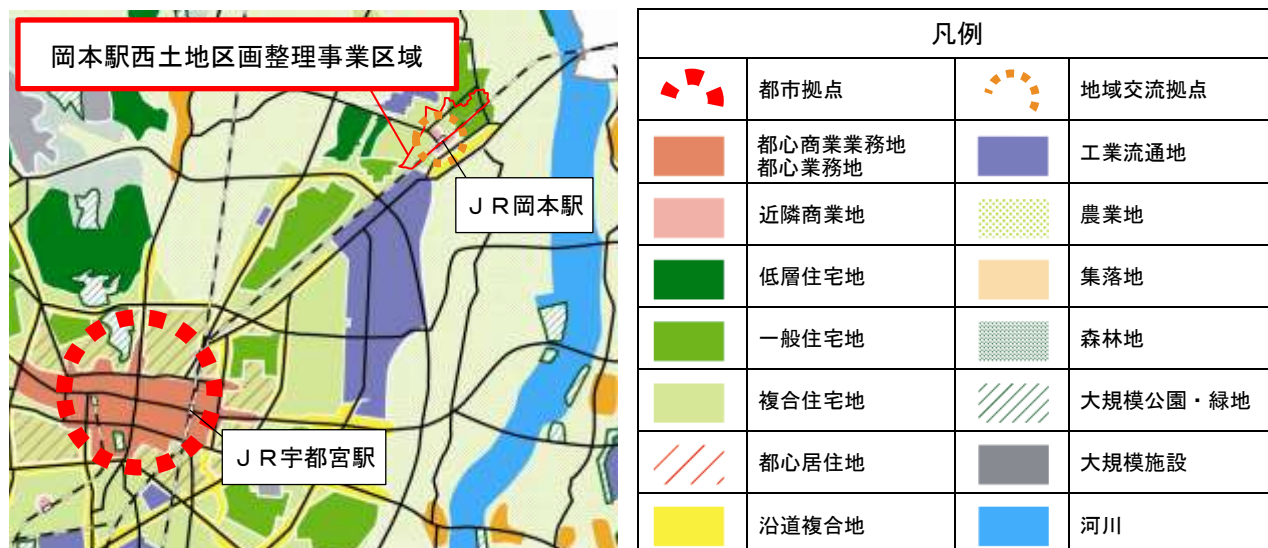 岡本駅西土地区画整理事業区域
ＪＲ岡本駅
ＪＲ宇都宮駅
凡例
都市拠点
地域交流拠点
都心商業業務地
都心業務地
工業流通地
近隣商業地
農業地
低層住宅地
集落地
一般住宅地
森林地
複合住宅地
大規模公園・緑地
都心居住地
大規模施設
沿道複合地
河川